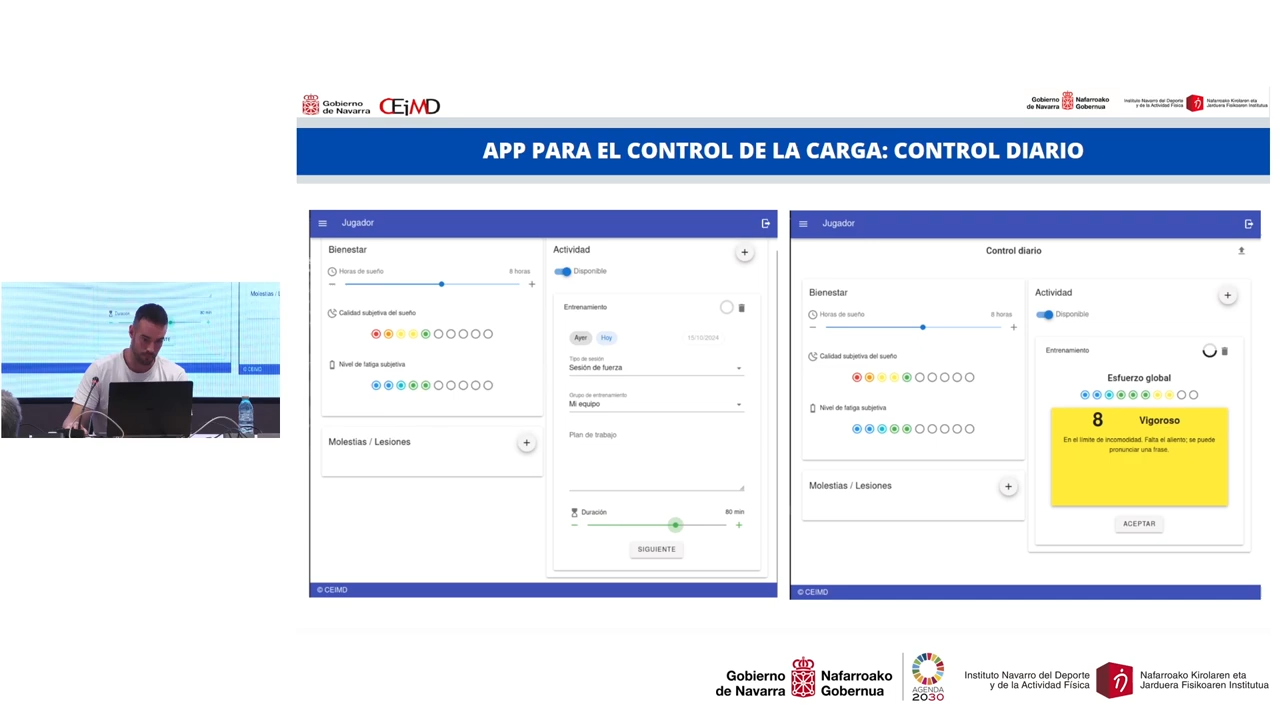 Gobierno
de Navarra
CEiMD
Gobierno
de Navarra
Nafarroako
Gobernua
Instituto Navarro del Deporte
y de la Actividad Física
Nafarroako Kirolaren eta
Jarduera Fisikoaren Institutua
APP PARA EL CONTROL DE LA CARGA: CONTROL DIARIO
Jugador
Bienestar
Horas de sueño
8 horas
Calidad subjetiva del sueño
Nivel de fatiga subjetiva
Molestias / Lesiones
Actividad
Disponible
Entrenamiento
Ayer
Hoy
15/10/2024
Tipo de sesión
Sesión de fuerza
Grupo de entrenamiento
Mi equipo
Plan de trabajo
Duración
80 min
SIGUIENTE
© CEIMD
Jugador
Control diario
Bienestar
Horas de sueño
8 horas
Calidad subjetiva del sueño
Nivel de fatiga subjetiva
Molestias / Lesiones
Actividad
Disponible
Entrenamiento
Esfuerzo global
8
Vigoroso
En el límite de incomodidad. Falta el aliento; se puede
pronunciar una frase.
ACEPTAR
© CEIMD
Duración
80 min
Molestias / L
© CEIMD
Gobierno
de Navarra
Nafarroako
Gobernua
AGENDA
2030
Instituto Navarro del Deporte
y de la Actividad Física
Nafarroako Kirolaren eta
Jarduera Fisikoaren Institutua